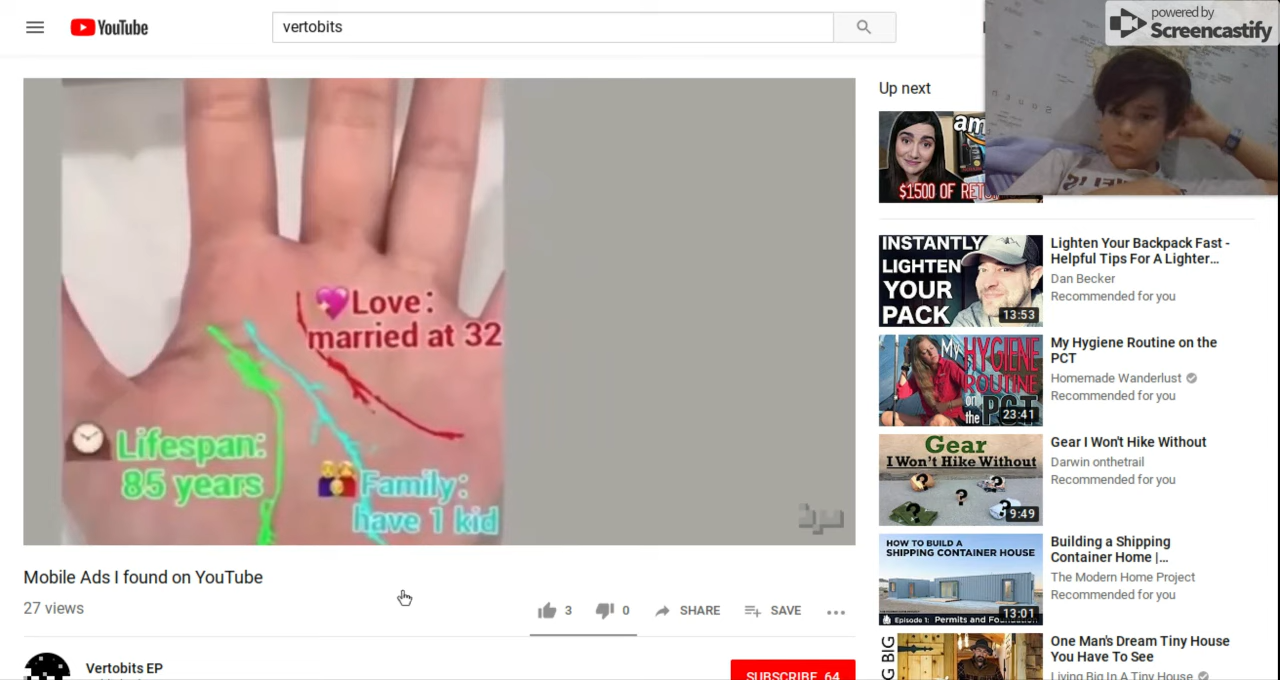 YouTube
vertobits
powered by
Screencastify
Love:
married at 32
Lifespan:
85 years
Family:
have 1 kid
Mobile Ads I found on YouTube
27 views
3
0
SHARE
SAVE
Vertobits EP
SUBSCRIBE 64
Up next
am
$1500 OF
INSTANTLY
LIGHTEN
YOUR
PACK
13:53
Lighten Your Backpack Fast -
Helpful Tips For A Lighter...
Dan Becker
Recommended for you
My HYGIENE
ROUTINE
on
the PCT
23:41
My Hygiene Routine on the
PCT
Homemade Wanderlust
Recommended for you
Gear
I Won't Hike Without
? ? ?
? ?
9:49
Gear I Won't Hike Without
Darwin onthetrail
Recommended for you
HOW TO BUILD A
SHIPPING CONTAINER HOUSE
Episode 1: Permits and
13:01
Building a Shipping
Container Home |...
The Modern Home Project
Recommended for you
BIG
One Man's Dream Tiny House
You Have To See
Living Big In A Tiny House